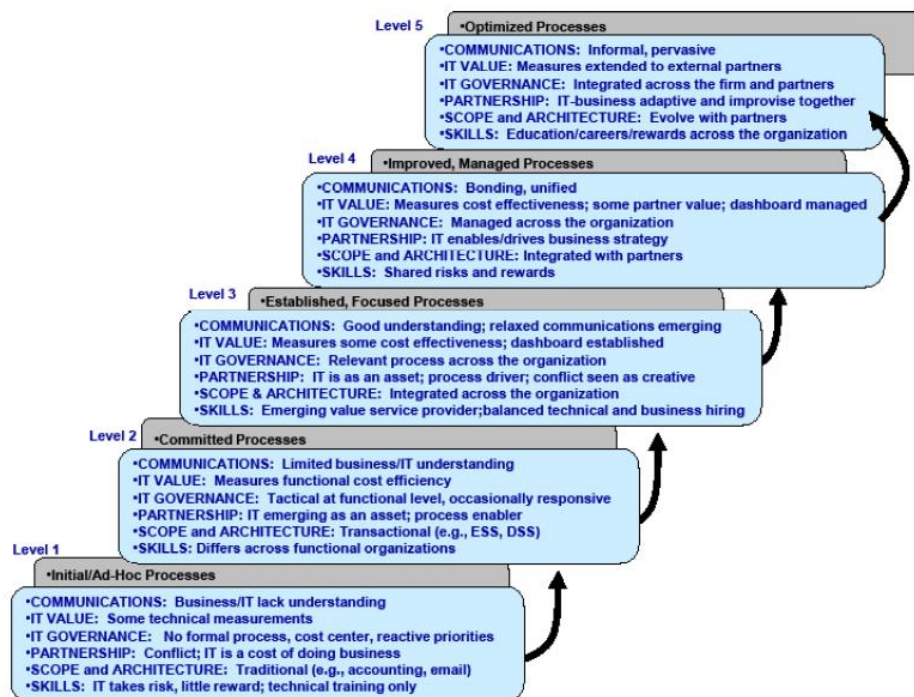 Level 5
•Optimized Processes
•COMMUNICATIONS: Informal, pervasive
•IT VALUE: Measures extended to external partners
•IT GOVERNANCE: Integrated across the firm and partners
•PARTNERSHIP: IT-business adaptive and improvise together
•SCOPE and ARCHITECTURE: Evolve with partners
•SKILLS: Education/careers/rewards across the organization
Level 4
•Improved, Managed Processes
•COMMUNICATIONS: Bonding, unified
•IT VALUE: Measures cost effectiveness; some partner value; dashboard managed
•IT GOVERNANCE: Managed across the organization
•PARTNERSHIP: IT enables/drives business strategy
•SCOPE and ARCHITECTURE: Integrated with partners
•SKILLS: Shared risks and rewards
Level 3
•Established, Focused Processes
•COMMUNICATIONS: Good understanding; relaxed communications emerging
•IT VALUE: Measures some cost effectiveness; dashboard established
•IT GOVERNANCE: Relevant process across the organization
•PARTNERSHIP: IT is as an asset; process driver; conflict seen as creative
•SCOPE & ARCHITECTURE: Integrated across the organization
•SKILLS: Emerging value service provider;balanced technical and business hiring
Level 2
•Committed Processes
•COMMUNICATIONS: Limited business/IT understanding
•IT VALUE: Measures functional cost efficiency
•IT GOVERNANCE: Tactical at functional level, occasionally responsive
•PARTNERSHIP: IT emerging as an asset; process enabler
•SCOPE and ARCHITECTURE: Transactional (e.g., ESS, DSS)
•SKILLS: Differs across functional organizations
Level 1
•Initial/Ad-Hoc Processes
•COMMUNICATIONS: Business/IT lack understanding
•IT VALUE: Some technical measurements
•IT GOVERNANCE: No formal process, cost center, reactive priorities
•PARTNERSHIP: Conflict; IT is a cost of doing business
•SCOPE and ARCHITECTURE: Traditional (e.g., accounting, email)
•SKILLS: IT takes risk, little reward; technical training only